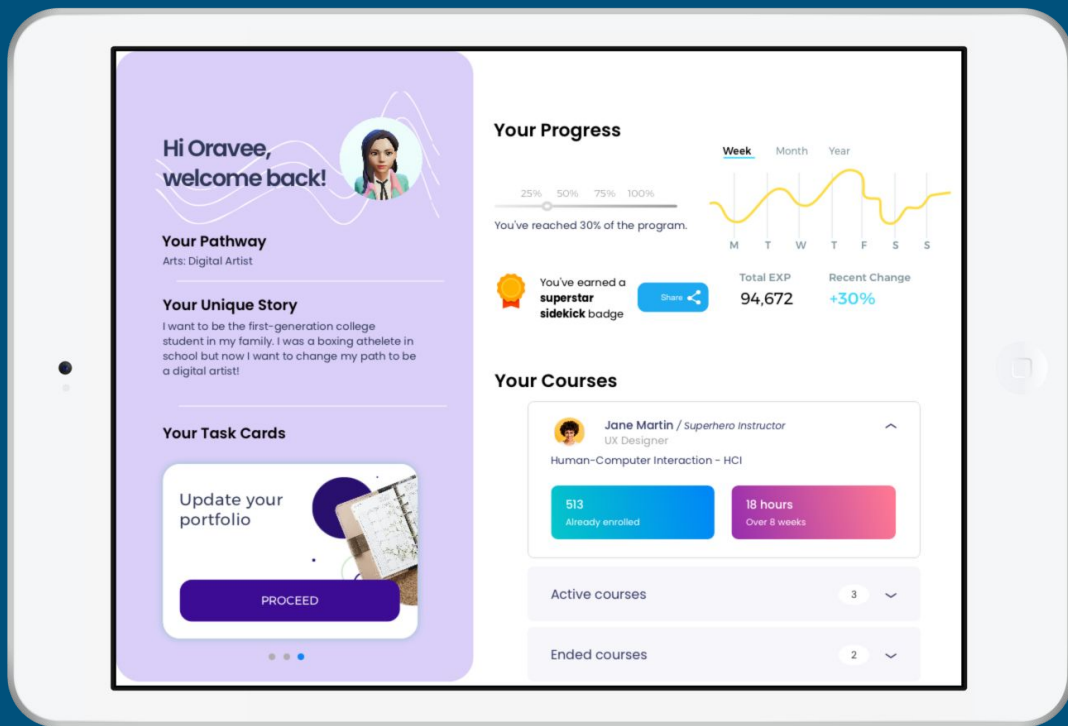 Hi Oravee,
welcome back!
Your Pathway
Arts: Digital Artist
Your Unique Story
I want to be the first-generation college
student in my family. I was a boxing athelete in
school but now I want to change my path to be
a digital artist!
Your Task Cards
Update your
portfolio
PROCEED
Your Progress
25% 50% 75% 100%
You've reached 30% of the program.
You've earned a
superstar
sidekick badge
Share
Week Month Year
M T W T F S S
Total EXP Recent Change
94,672 +30%
Your Courses
Jane Martin / Superhero Instructor
UX Designer
Human-Computer Interaction - HCI
513
Already enrolled
18 hours
Over 8 weeks
Active courses 3
Ended courses 2